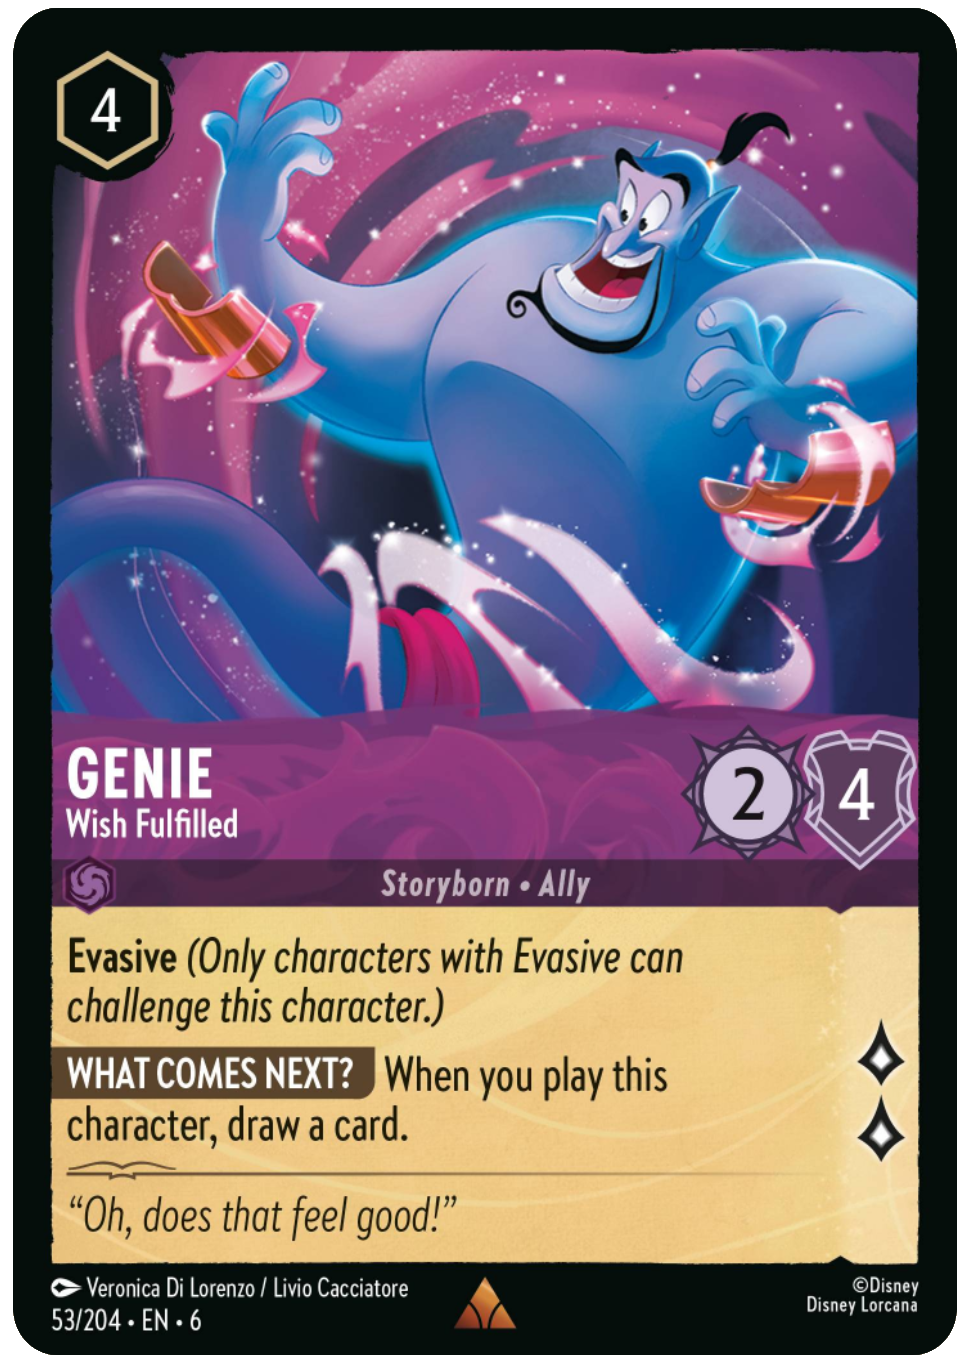 4
GENIE
Wish Fulfilled
2
4
Storyborn • Ally
Evasive (Only characters with Evasive can
challenge this character.)
WHAT COMES NEXT? When you play this
character, draw a card.
“Oh, does that feel good!”
Veronica Di Lorenzo / Livio Cacciatore
©Disney
53/204 • EN • 6
Disney Lorcana